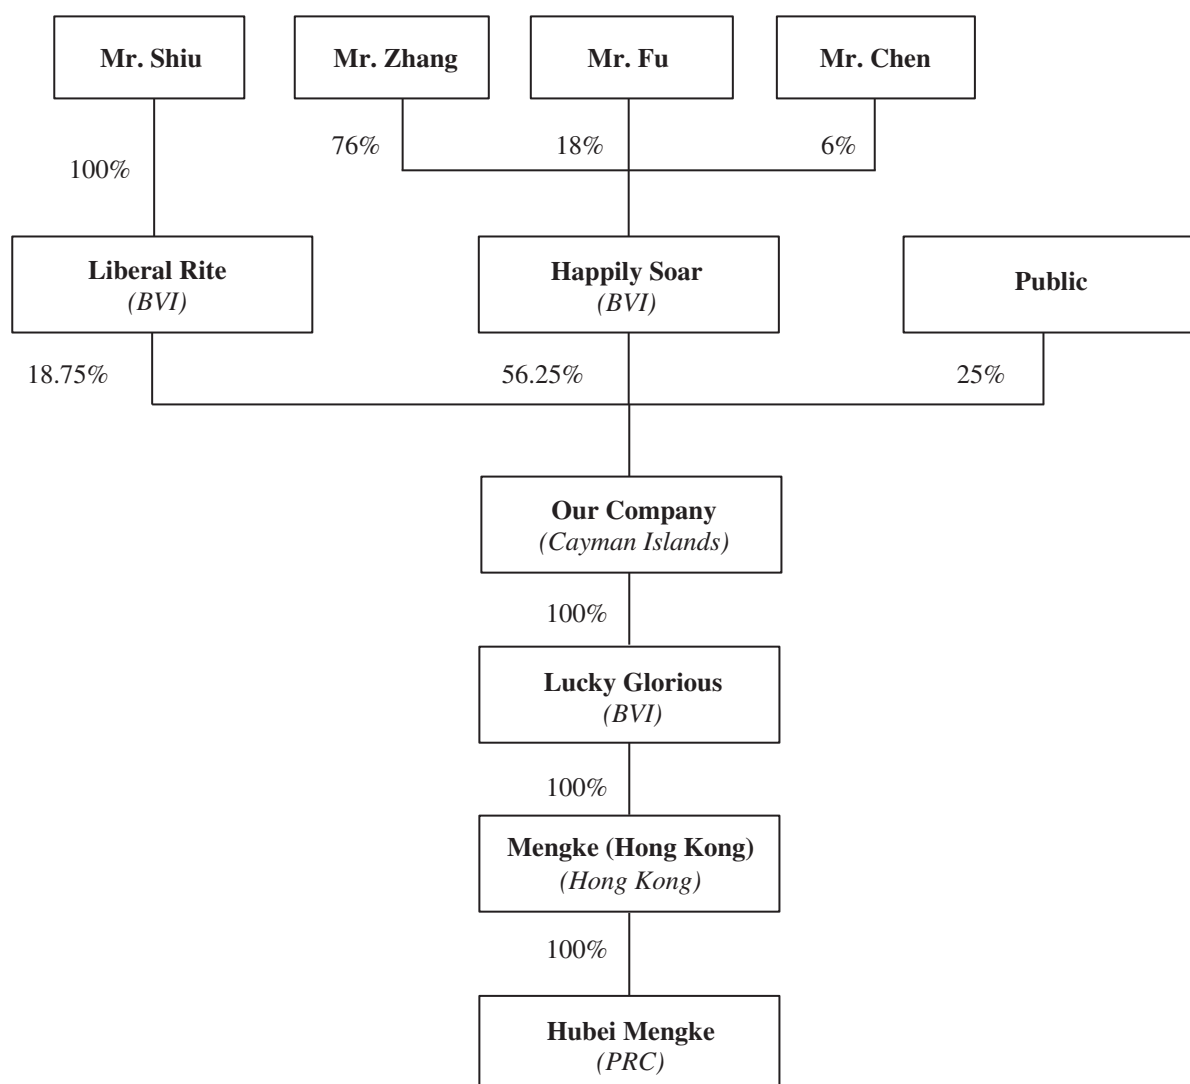 Mr. Shiu
Mr. Zhang
Mr. Fu
Mr. Chen
76%
18%
6%
100%
Liberal Rite
(BVI)
Happily Soar
(BVI)
Public
18.75%
56.25%
25%
Our Company
(Cayman Islands)
100%
Lucky Glorious
(BVI)
100%
Mengke (Hong Kong)
(Hong Kong)
100%
Hubei Mengke
(PRC)